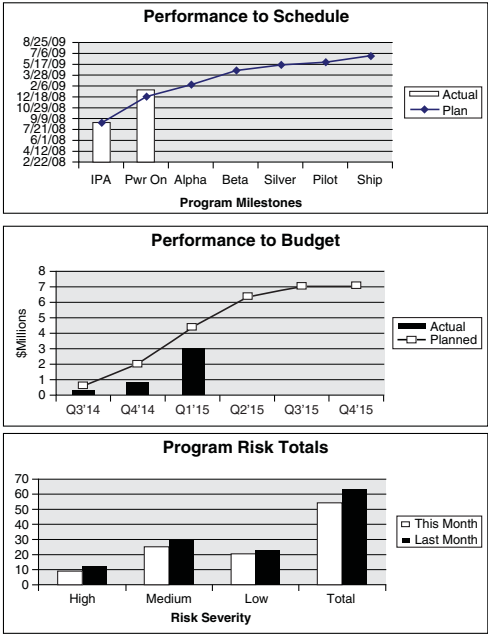 Performance to Schedule
8/25/09
7/6/09
5/17/09
3/28/09
2/6/09
12/18/08
10/29/08
9/9/08
7/21/08
6/1/08
4/12/08
2/22/08
IPA Pwr On Alpha Beta Silver Pilot Ship
Program Milestones
Actual
Plan
Performance to Budget
$Millions
8
7
6
5
4
3
2
1
0
Q3'14 Q4'14 Q1'15 Q2'15 Q3'15 Q4'15
Actual
Planned
Program Risk Totals
70
60
50
40
30
20
10
0
High Medium Low Total
Risk Severity
This Month
Last Month